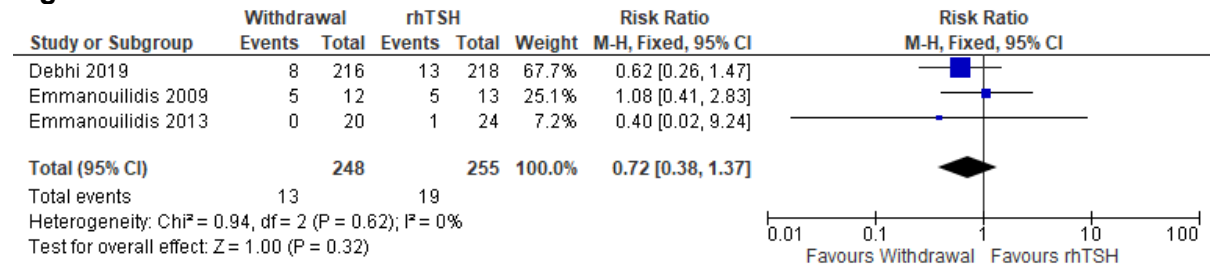 Withdrawal rhTSH Risk Ratio Risk Ratio
Study or Subgroup Events Total Events Total Weight M-H, Fixed, 95% CI M-H, Fixed, 95% CI
Debhi 2019 8 216 13 218 67.7% 0.62 [0.26, 1.47]
Emmanouilidis 2009 5 12 5 13 25.1% 1.08 [0.41, 2.83]
Emmanouilidis 2013 0 20 1 24 7.2% 0.40 [0.02, 9.24]
Total (95% CI) 248 255 100.0% 0.72 [0.38, 1.37]
Total events 13 19
Heterogeneity: Chi² = 0.94, df = 2 (P = 0.62); I² = 0%
Test for overall effect: Z = 1.00 (P = 0.32)
0.01 0.1 1 10 100
Favours Withdrawal Favours rhTSH